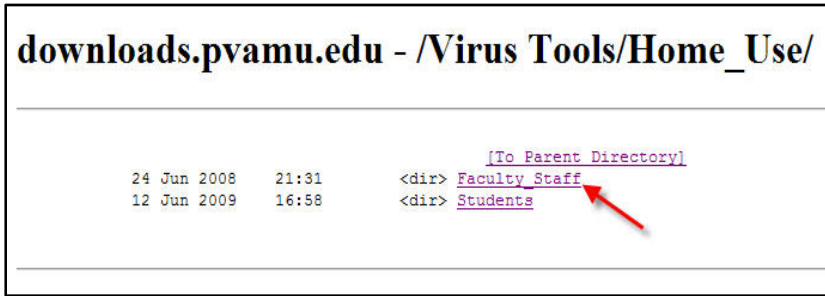 downloads.pvamu.edu - /Virus Tools/Home_Use/
[To Parent Directory]
24 Jun 2008 21:31 <dir> Faculty_Staff
12 Jun 2009 16:58 <dir> Students